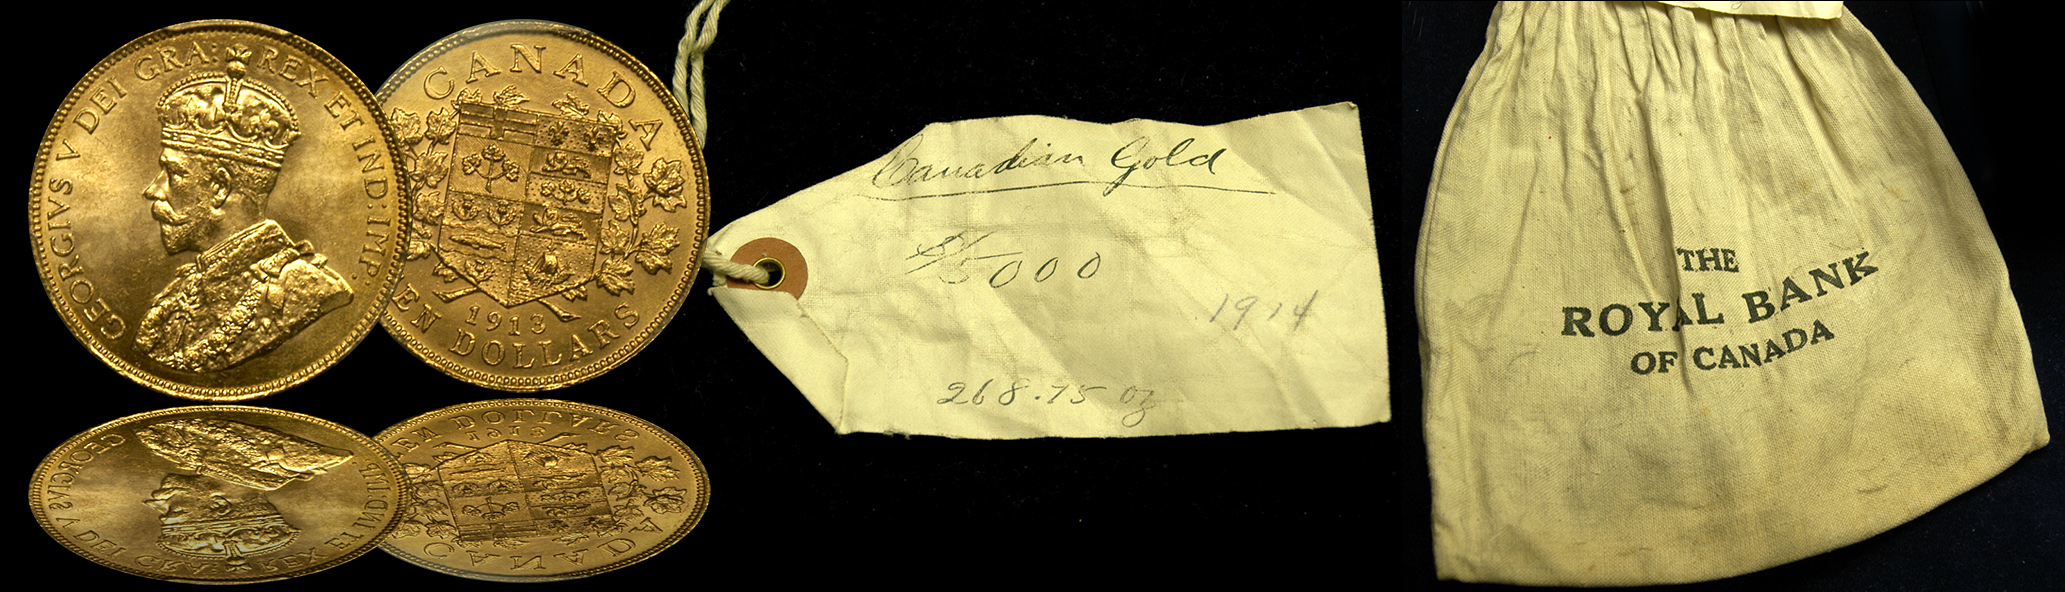 GEORGIVS V DEI GRA: REX ET IND: IMP.
CANADA
1913
TEN DOLLARS
Canadian Gold
$5000
1914
268.75 oz
THE
ROYAL BANK
OF CANADA